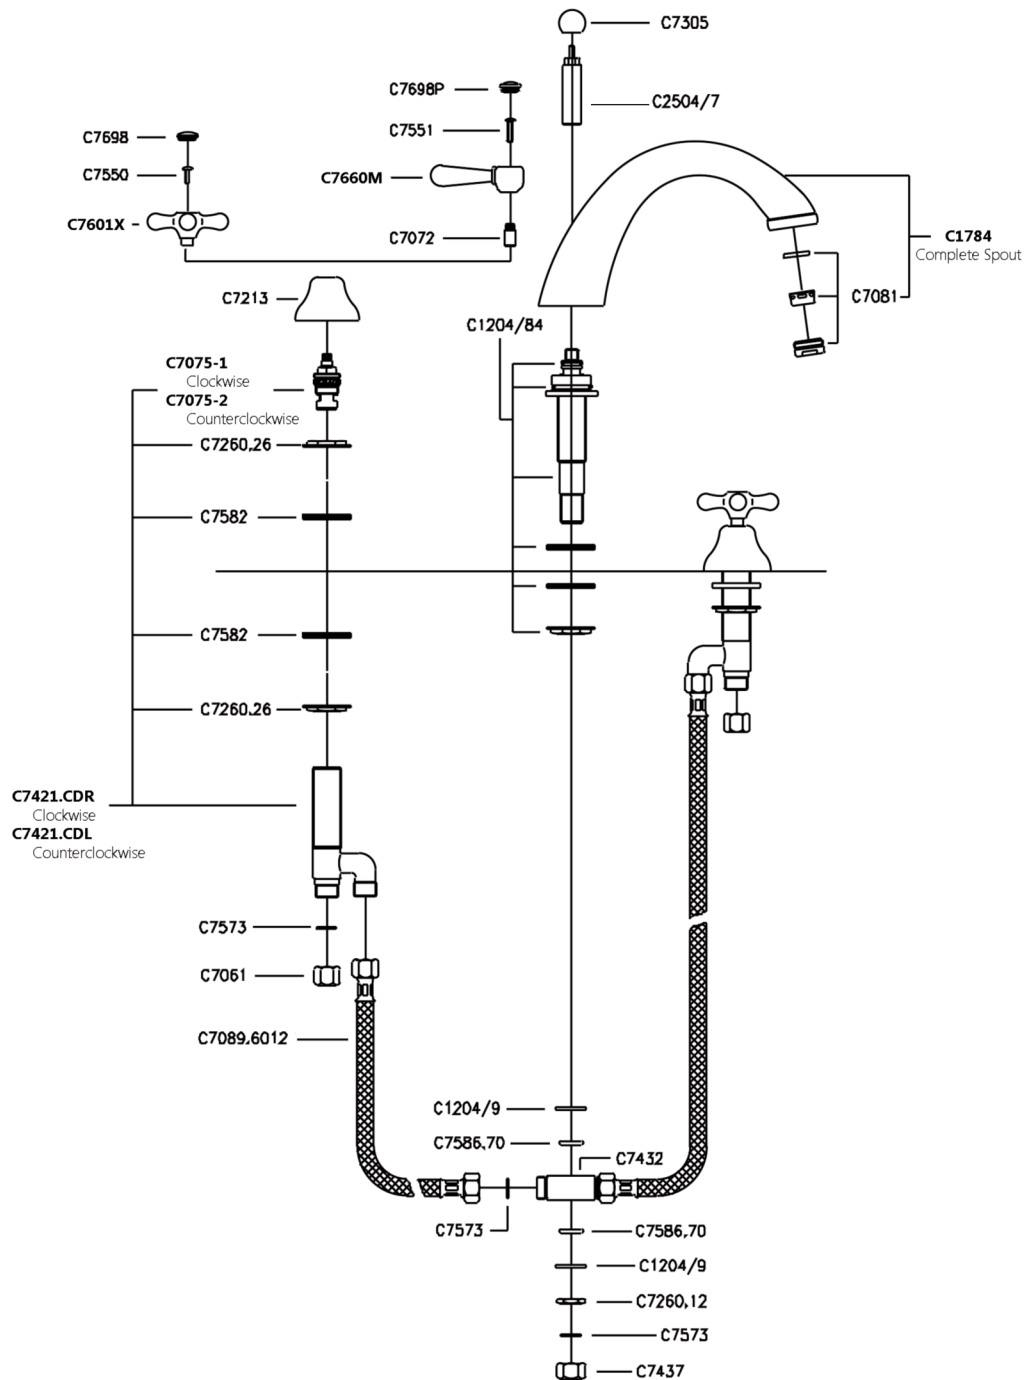 C7305
C7698P
C2504/7
C7551
C7698
C7550
C7660M
C7601X
C7072
C1784
Complete Spout
C7213
C7081
C1204/84
C7075-1
Clockwise
C7075-2
Counterclockwise
C7260.26
C7582
C7582
C7260.26
C7421.CDR
Clockwise
C7421.CDL
Counterclockwise
C7573
C7061
C7089.6012
C1204/9
C7586.70
C7432
C7573
C7586.70
C1204/9
C7260.12
C7573
C7437